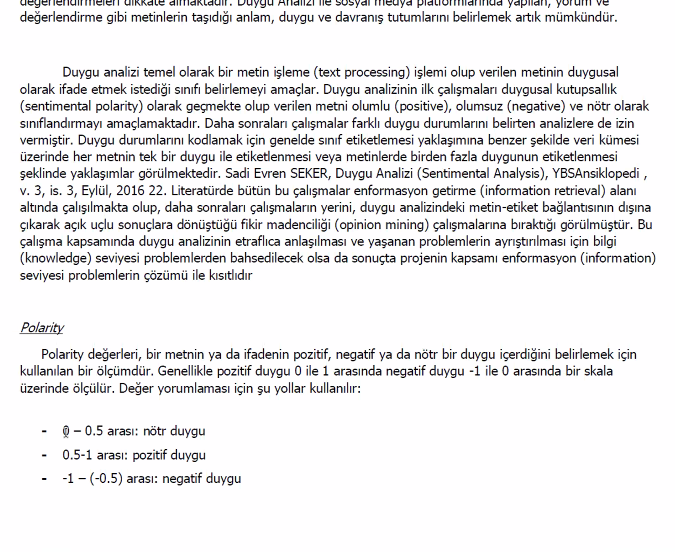 değerlendirmeleri dikkate almaktadır. Duygu Analizi ile sosyal medya platformlarında yapılan, yorum ve
değerlendirme gibi metinlerin taşıdığı anlam, duygu ve davranış tutumlarını belirlemek artık mümkündür.
Duygu analizi temel olarak bir metin işleme (text processing) işlemi olup verilen metinin duygusal
olarak ifade etmek istediği sınıfı belirlemeyi amaçlar. Duygu analizinin ilk çalışmaları duygusal kutupsallık
(sentimental polarity) olarak geçmekte olup verilen metni olumlu (positive), olumsuz (negative) ve nötr olarak
sınıflandırmayı amaçlamaktadır. Daha sonraları çalışmalar farklı duygu durumlarını belirten analizlere de izin
vermiştir. Duygu durumlarını kodlamak için genelde sınıf etiketlemesi yaklaşımına benzer şekilde veri kümesi
üzerinde her metnin tek bir duygu ile etiketlenmesi veya metinlerde birden fazla duygunun etiketlenmesi
şeklinde yaklaşımlar görülmektedir. Sadi Evren SEKER, Duygu Analizi (Sentimental Analysis), YBSAnsiklopedi ,
v. 3, is. 3, Eylül, 2016 22. Literatürde bütün bu çalışmalar enformasyon getirme (information retrieval) alanı
altında çalışılmakta olup, daha sonraları çalışmaların yerini, duygu analizindeki metin-etiket bağlantısının dışına
çıkarak açık uçlu sonuçlara dönüştüğü fikir madenciliği (opinion mining) çalışmalarına bıraktığı görülmüştür. Bu
çalışma kapsamında duygu analizinin etraflıca anlaşılması ve yaşanan problemlerin ayrıştırılması için bilgi
(knowledge) seviyesi problemlerden bahsedilecek olsa da sonuçta projenin kapsamı enformasyon (information)
seviyesi problemlerin çözümü ile kısıtlıdır
Polarity
Polarity değerleri, bir metnin ya da ifadenin pozitif, negatif ya da nötr bir duygu içerdiğini belirlemek için
kullanılan bir ölçümdür. Genellikle pozitif duygu 0 ile 1 arasında negatif duygu -1 ile 0 arasında bir skala
üzerinde ölçülür. Değer yorumlaması için şu yollar kullanılır:
- 0 – 0.5 arası: nötr duygu
- 0.5-1 arası: pozitif duygu
- -1 – (-0.5) arası: negatif duygu